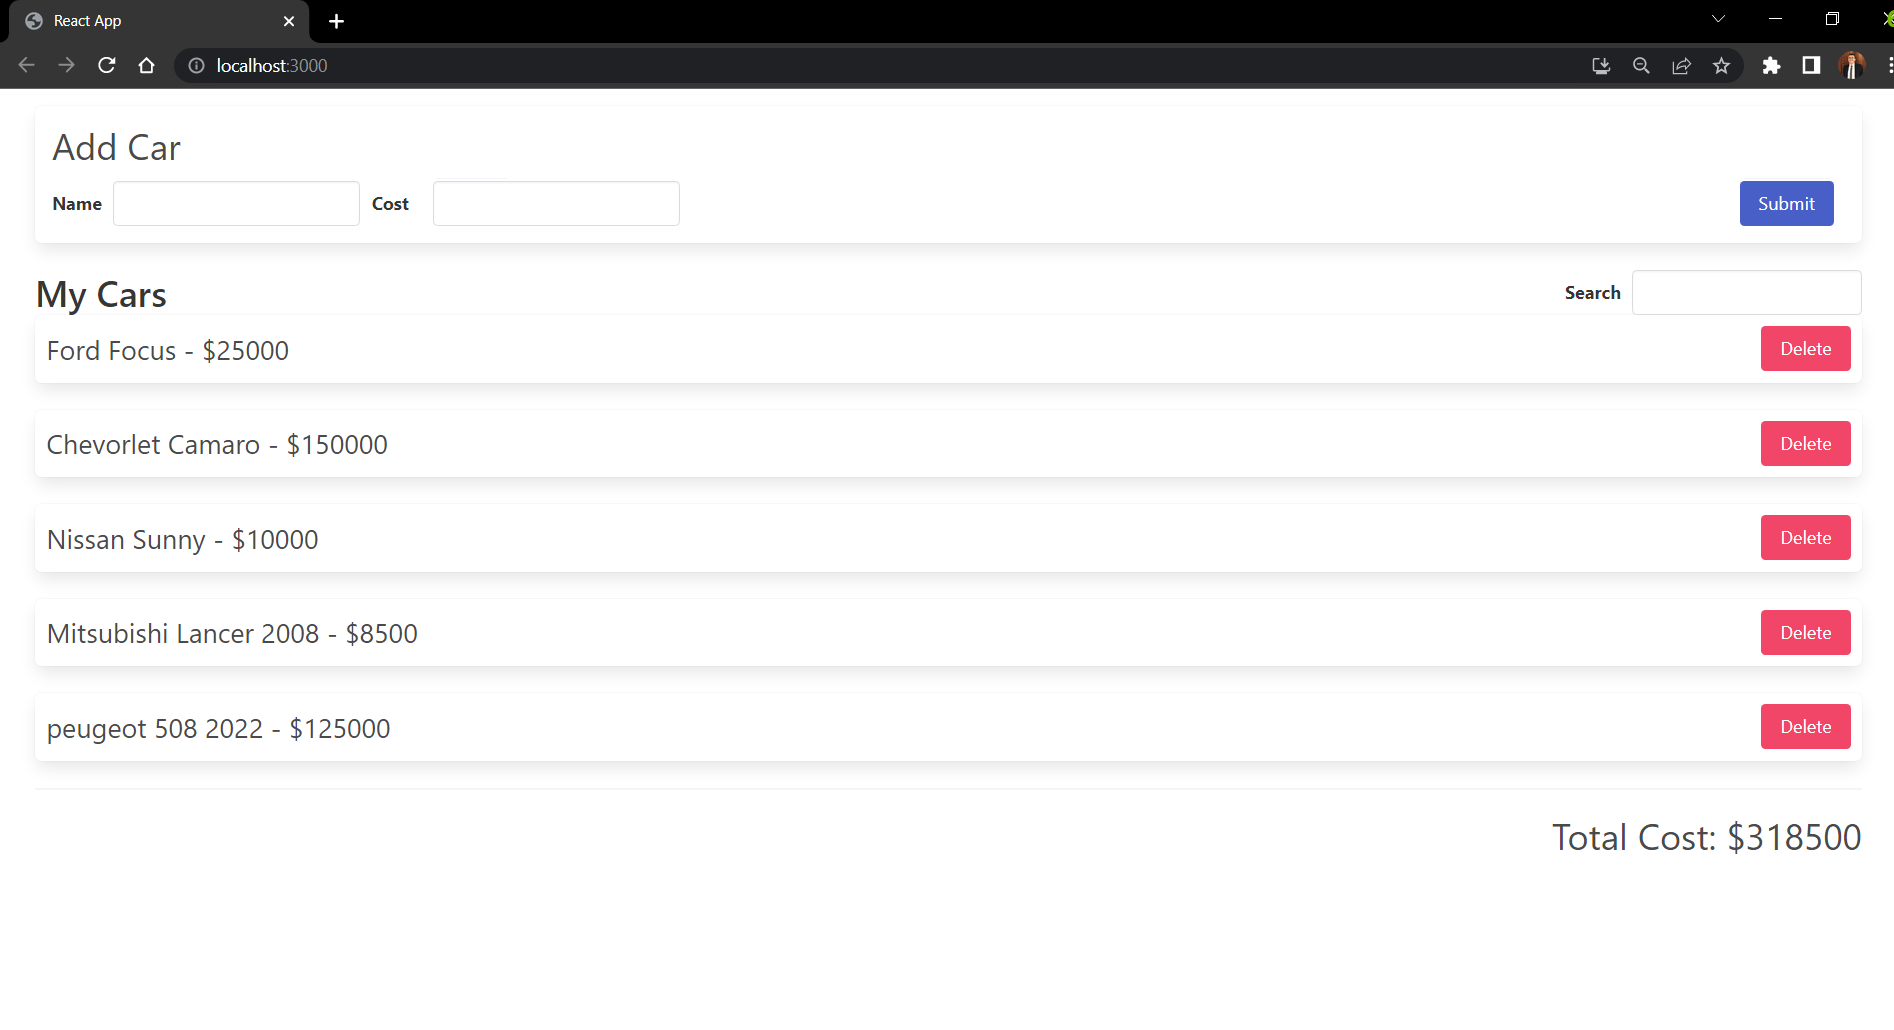 React App
localhost:3000
Add Car
Name Cost Submit
My Cars Search
Ford Focus - $25000 Delete
Chevorlet Camaro - $150000 Delete
Nissan Sunny - $10000 Delete
Mitsubishi Lancer 2008 - $8500 Delete
peugeot 508 2022 - $125000 Delete
Total Cost: $318500